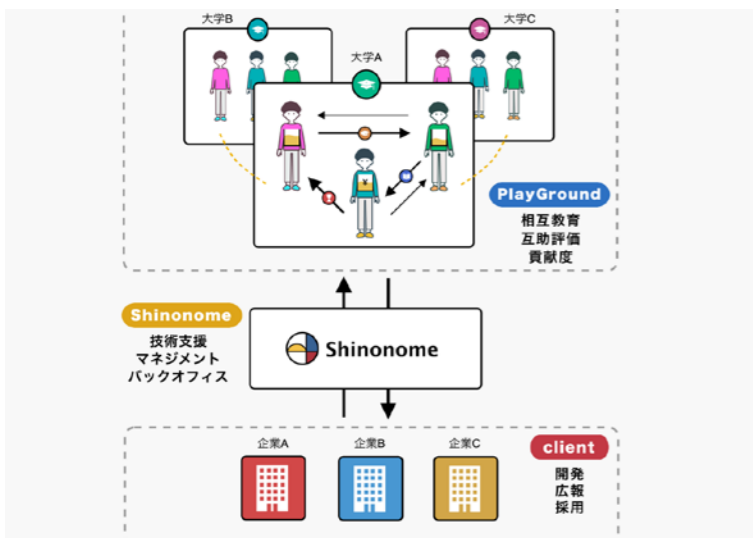 大学B
大学C
大学A
¥
PlayGround
相互教育
互助評価
貢献度
Shinonome
技術支援
マネジメント
バックオフィス
Shinonome
企業A
企業B
企業C
client
開発
広報
採用